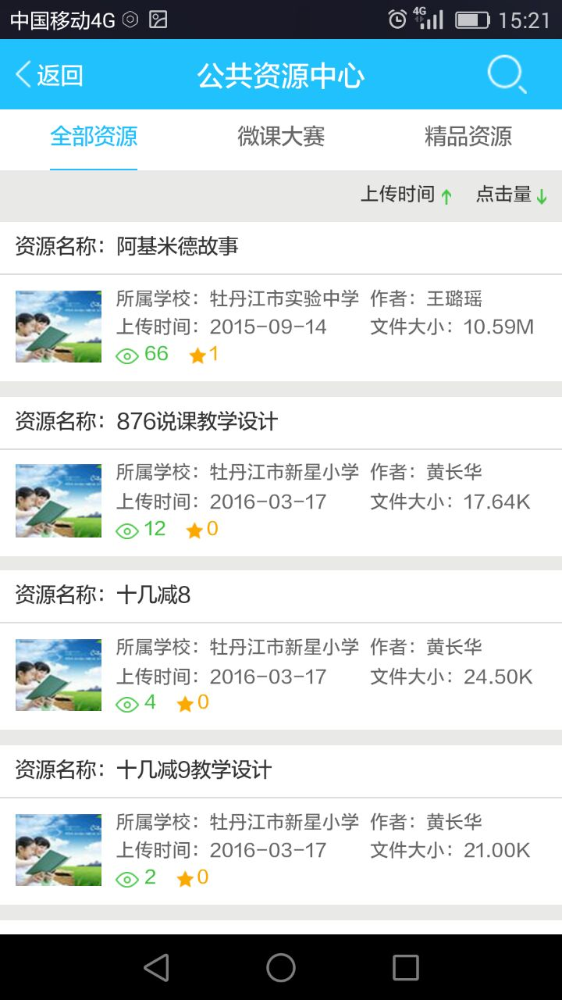 中国移动4G 4G 15:21
返回 公共资源中心
全部资源 微课大赛 精品资源
上传时间 点击量
资源名称：阿基米德故事
所属学校：牡丹江市实验中学 作者：王璐瑶
上传时间：2015-09-14 文件大小：10.59M
66 1
资源名称：876说课教学设计
所属学校：牡丹江市新星小学 作者：黄长华
上传时间：2016-03-17 文件大小：17.64K
12 0
资源名称：十几减8
所属学校：牡丹江市新星小学 作者：黄长华
上传时间：2016-03-17 文件大小：24.50K
4 0
资源名称：十几减9教学设计
所属学校：牡丹江市新星小学 作者：黄长华
上传时间：2016-03-17 文件大小：21.00K
2 0